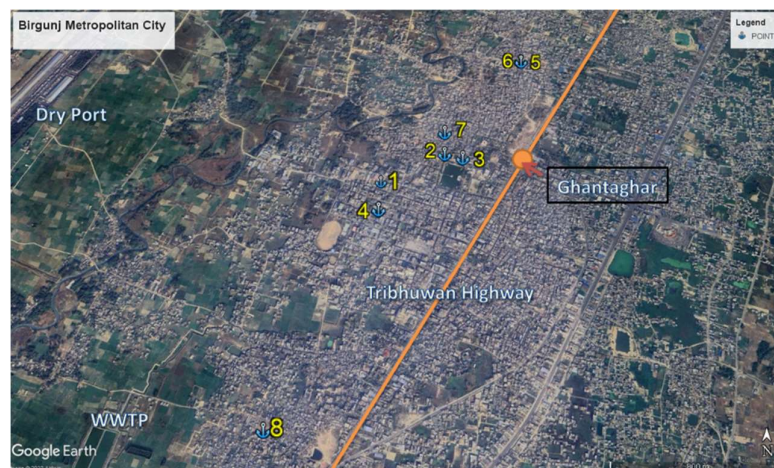 Birgunj Metropolitan City
Legend
POINT
6 5
Dry Port
7
2 3
1
Ghantaghar
4
Tribhuwan Highway
WWTP
8
Google Earth
N